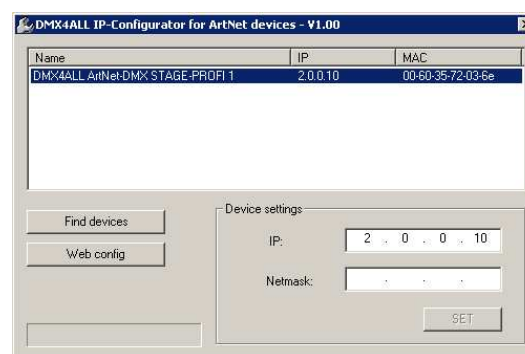 DMX4ALL IP-Configurator for ArtNet devices - V1.00
Name IP MAC
DMX4ALL ArtNet-DMX STAGE-PROFI 1 2.0.0.10 00-60-35-72-03-6e
Find devices
Web config
Device settings
IP: 2 . 0 . 0 . 10
Netmask: . . .
SET